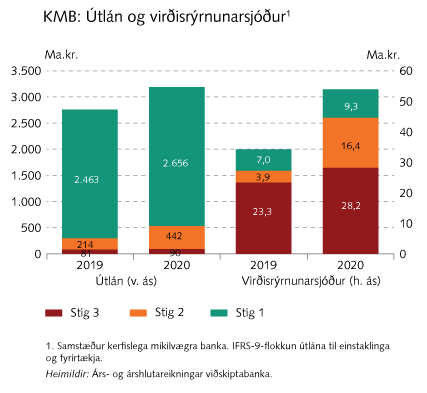 KMB: Útlán og virðisrýrnunarsjóður¹
Ma.kr. Ma.kr.
3.500 60
3.000 50
2.500 40
2.000 30
1.500 20
1.000 10
500 0
0
2.463 2.656 7,0 9,3
214 442 3,9 16,4
81 90 23,3 28,2
2019 2020 2019 2020
Útlán (v. ás) Virðisrýrnunarsjóður (h. ás)
Stig 3 Stig 2 Stig 1
1. Samstæður kerfislega mikilvægra banka. IFRS-9-flokkun útlána til einstaklinga
og fyrirtækja.
Heimildir: Árs- og árshlutareikningar viðskiptabanka.